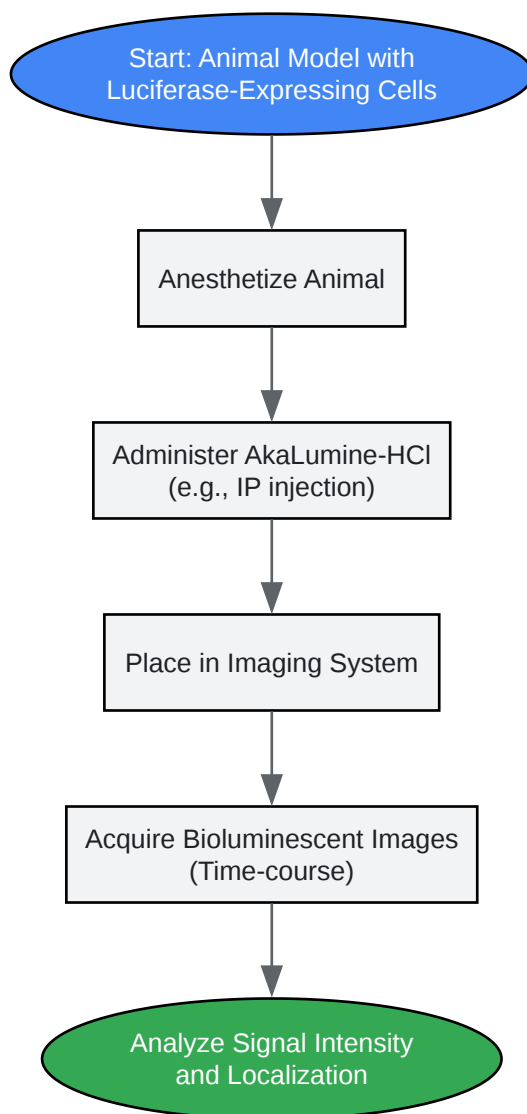 Start: Animal Model with
Luciferase-Expressing Cells
Anesthetize Animal
Administer AkaLumine-HCl
(e.g., IP injection)
Place in Imaging System
Acquire Bioluminescent Images
(Time-course)
Analyze Signal Intensity
and Localization